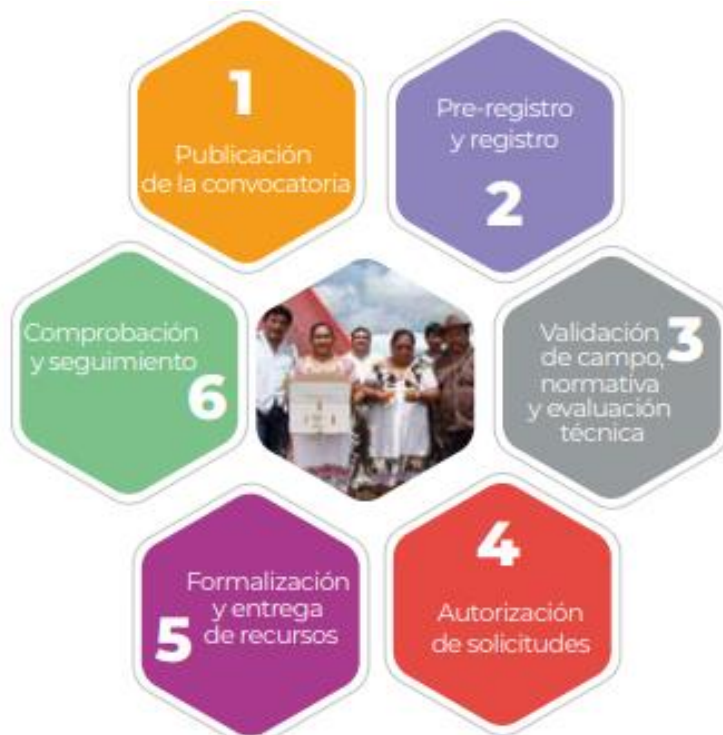 1
Publicación
de la convocatoria
Pre-registro
y registro
2
3
Validación
de campo,
normativa
y evaluación
técnica
4
Autorización
de solicitudes
Formalización
y entrega
de recursos
5
Comprobación
y seguimiento
6